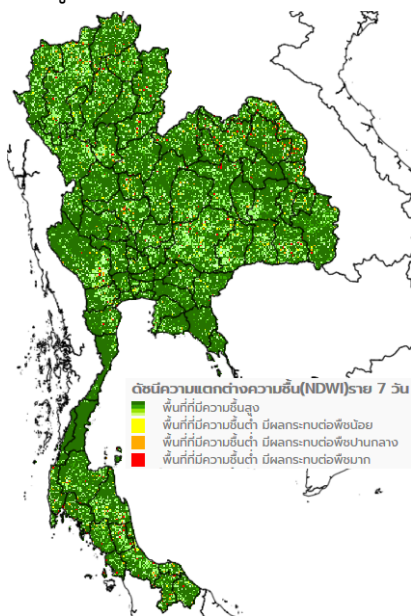 ดัชนีความแตกต่างความชื้น(NDWI)ราย 7 วัน
พื้นที่ที่มีความชื้นสูง
พื้นที่ที่มีความชื้นต่ำ มีผลกระทบต่อพืชน้อย
พื้นที่ที่มีความชื้นต่ำ มีผลกระทบต่อพืชปานกลาง
พื้นที่ที่มีความชื้นต่ำ มีผลกระทบต่อพืชมาก